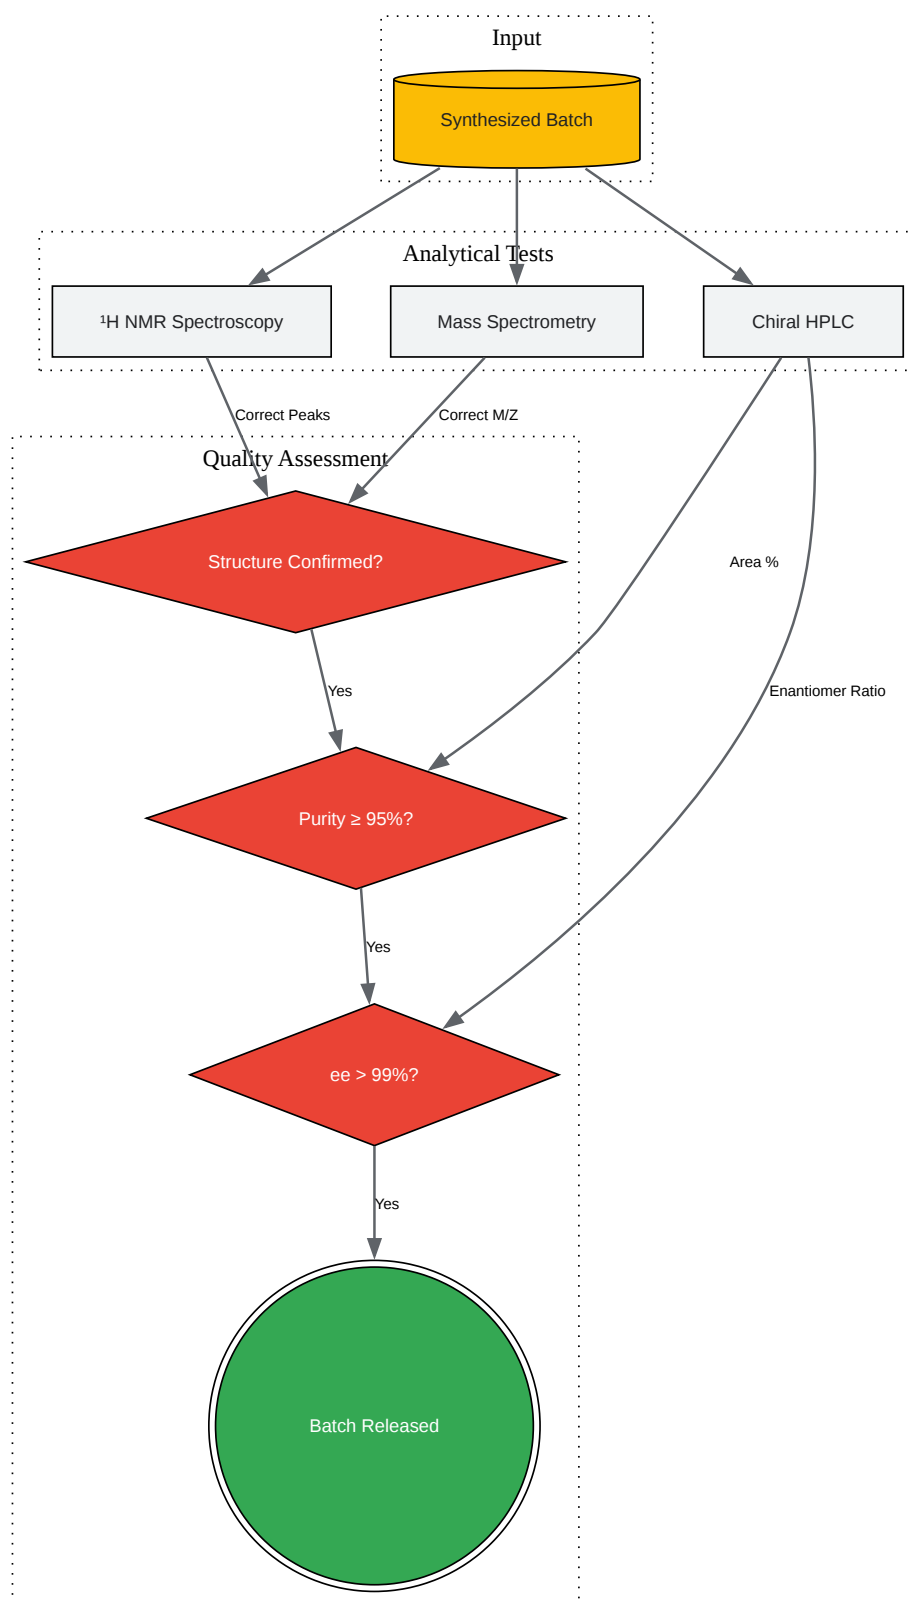 Input
Synthesized Batch
Analytical Tests
¹H NMR Spectroscopy
Mass Spectrometry
Chiral HPLC
Correct Peaks
Correct M/Z
Quality Assessment
Structure Confirmed?
Area %
Yes
Enantiomer Ratio
Purity ≥ 95%?
Yes
ee > 99%?
Yes
Batch Released